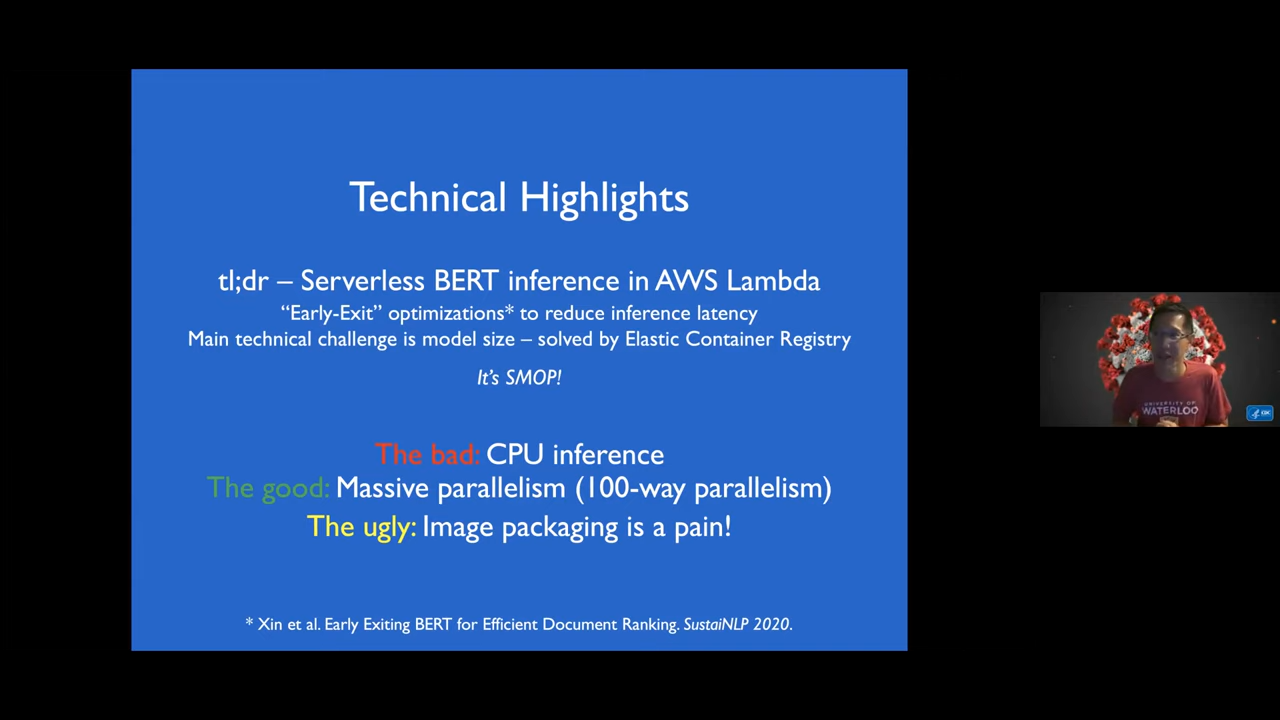 Technical Highlights
tl;dr – Serverless BERT inference in AWS Lambda
“Early-Exit” optimizations* to reduce inference latency
Main technical challenge is model size – solved by Elastic Container Registry
It’s SMOP!
The bad: CPU inference
The good: Massive parallelism (100-way parallelism)
The ugly: Image packaging is a pain!
* Xin et al. Early Exiting BERT for Efficient Document Ranking. SustaiNLP 2020.
UNIVERSITY OF
WATERLOO
CDC